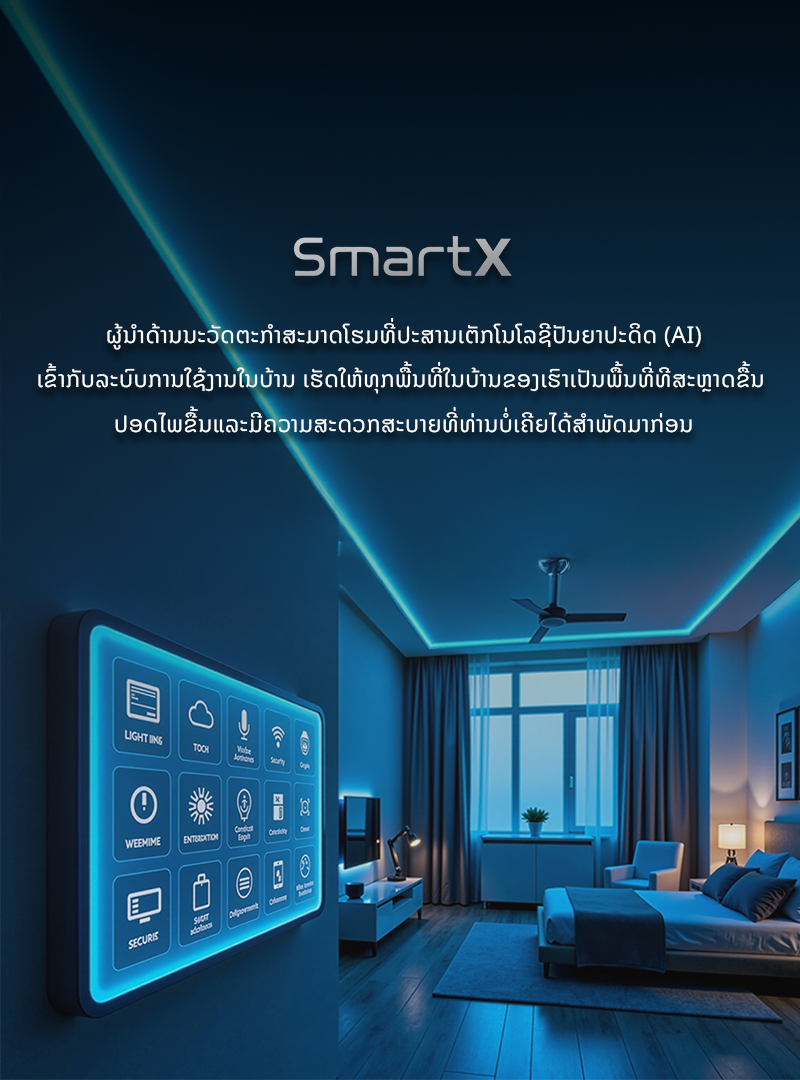 SmartX
ຜູ້ນຳດ້ານນະວັດຕະກຳສະມາດໂຮມທີ່ປະສານເຕັກໂນໂລຊີປັນຍາປະດິດ (AI)
ເຂົ້າກັບລະບົບການໃຊ້ງານໃນບ້ານ ເຮັດໃຫ້ທຸກພື້ນທີ່ໃນບ້ານຂອງເຮົາເປັນພື້ນທີ່ທີສະຫຼາດຂື້ນ
ປອດໄພຂື້ນແລະມີຄວາມສະດວກສະບາຍທີ່ທ່ານບໍ່ເຄີຍໄດ້ສຳພັດມາກ່ອນ
LIGHT IING
TOCH
Security
WEEMIME
SECURIE